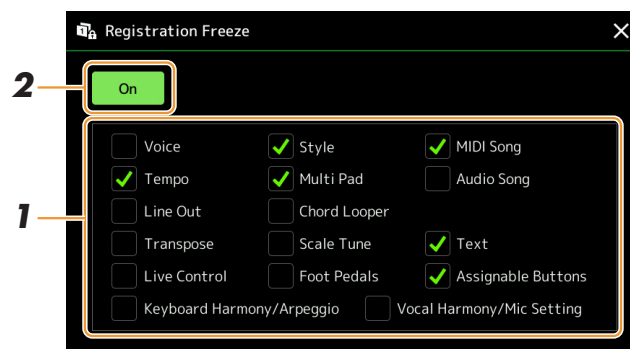 Registration Freeze
2
On
Voice Style MIDI Song
Tempo Multi Pad Audio Song
1
Line Out Chord Looper
Transpose Scale Tune Text
Live Control Foot Pedals Assignable Buttons
Keyboard Harmony/Arpeggio Vocal Harmony/Mic Setting